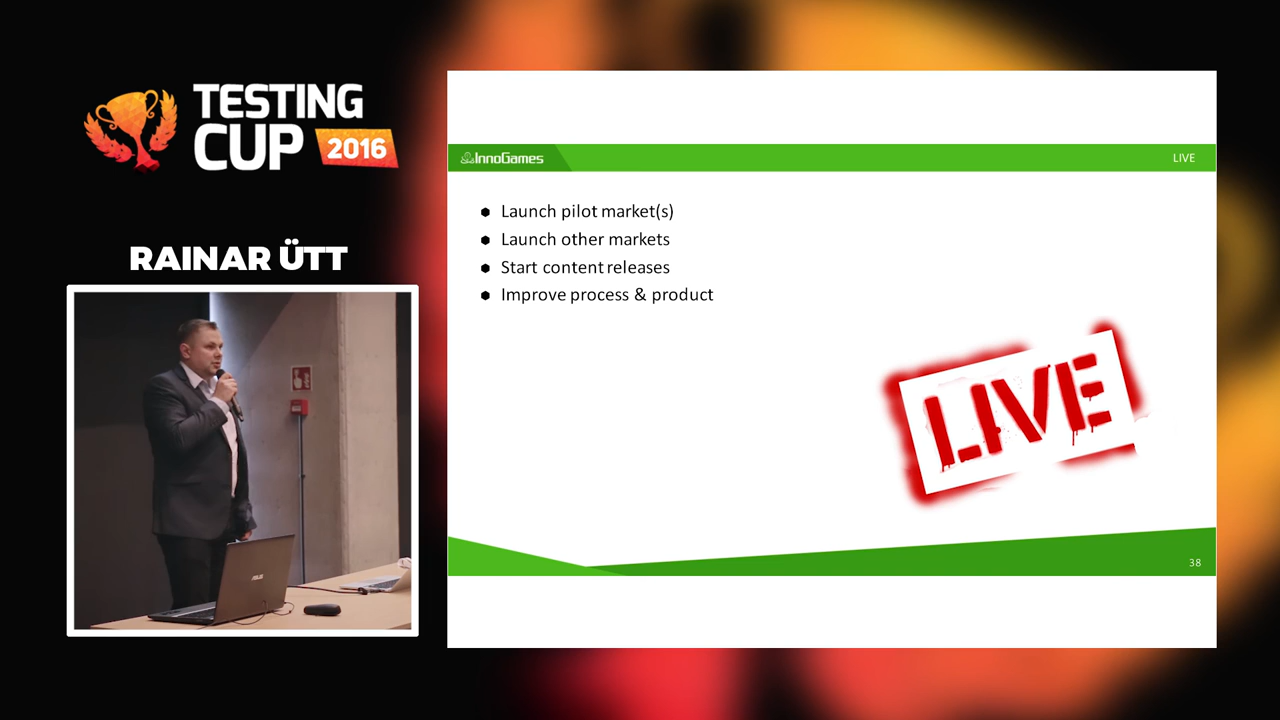 TESTING
CUP 2016
RAINAR ÜTT
InnoGames
LIVE
Launch pilot market(s)
Launch other markets
Start content releases
Improve process & product
LIVE
38
ASUS